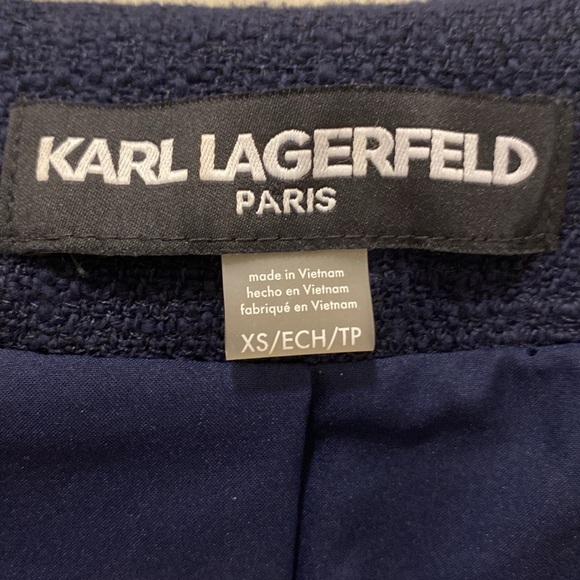 KARL LAGERFELD
PARIS
made in Vietnam
hecho en Vietnam
fabriqué en Vietnam
XS/ECH/TP